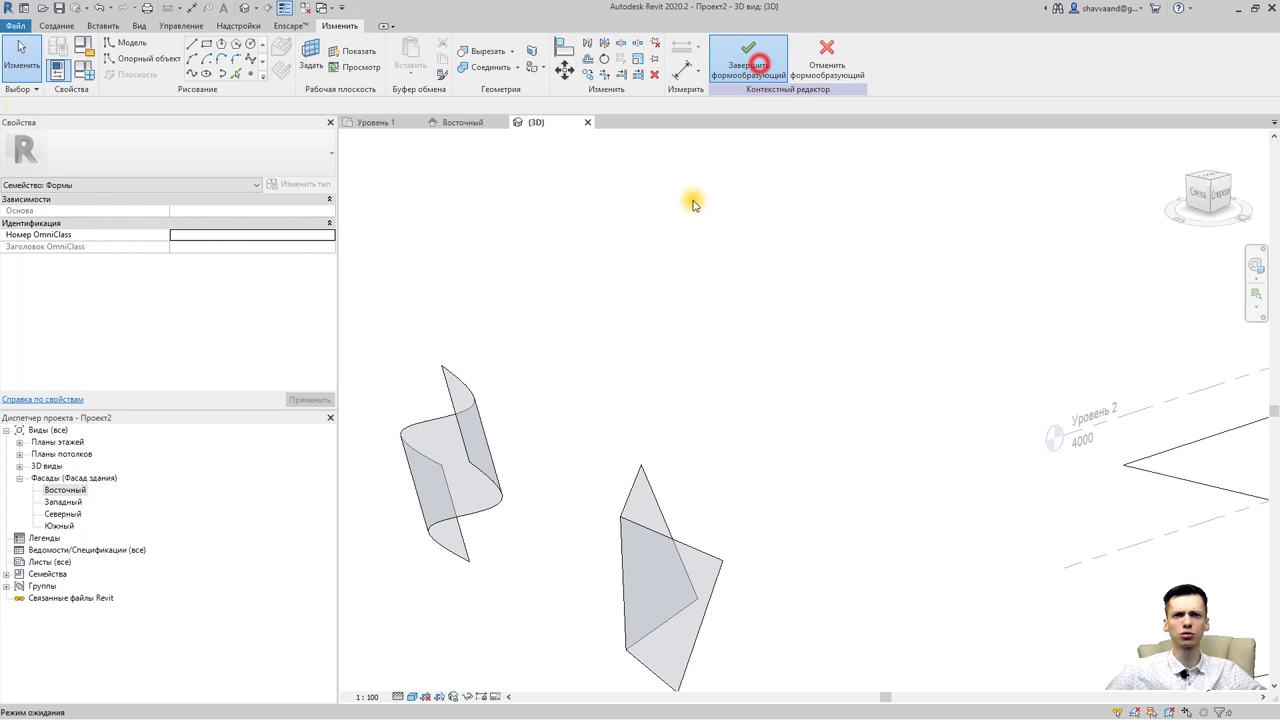 Autodesk Revit 2020.2 - Проект2 - 3D вид: {3D}
shavvaand@g...
Файл Создание Вставить Вид Управление Надстройки Enscape™ Изменить
Изменить
Модель
Опорный объект
Плоскость
Задать
Показать
Просмотр
Вставить
Вырезать
Соединить
Завершить
формообразующий
Отменить
формообразующий
Выбор Свойства Рисование Рабочая плоскость Буфер обмена Геометрия Изменить Измерить Контекстный редактор
Свойства
Уровень 1 Восточный {3D}
R
Семейство: Формы Изменить тип
Зависимости
Основа
Идентификация
Номер OmniClass
Заголовок OmniClass
Справка по свойствам Применить
Диспетчер проекта - Проект2
Виды (все)
Планы этажей
Планы потолков
3D виды
Фасады (Фасад здания)
Восточный
Западный
Северный
Южный
Легенды
Ведомости/Спецификации (все)
Листы (все)
Семейства
Группы
Связанные файлы Revit
Слева Спереди
Уровень 2
4000
1 : 100
Режим ожидания
:0